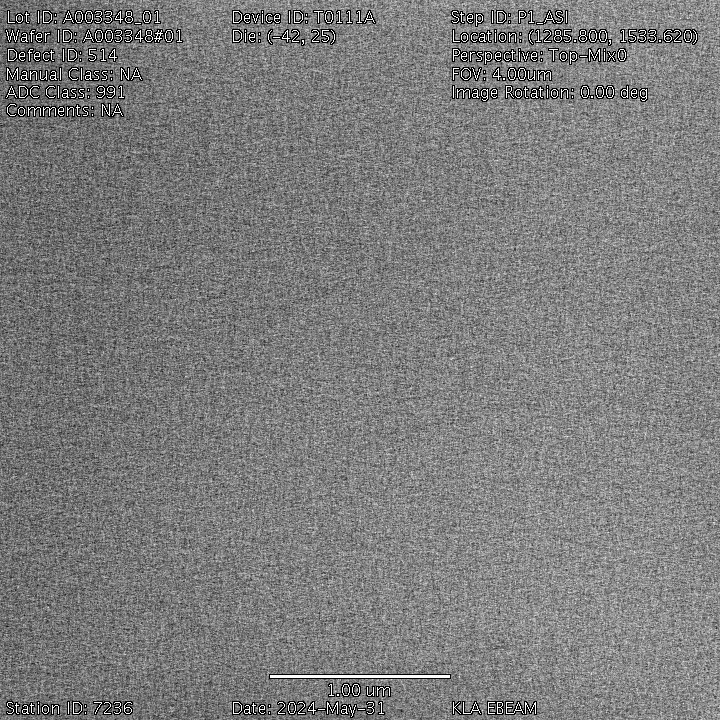 Lot ID: A003348_01 Device ID: T0111A Step ID: P1_ASI
Wafer ID: A003348#01 Die: (-42, 25) Location: (1285.800, 1533.620)
Defect ID: 514 Perspective: Top-Mix0
Manual Class: NA FOV: 4.00um
ADC Class: 991 Image Rotation: 0.00 deg
Comments: NA
1.00 um
Station ID: 7236 Date: 2024-May-31 KLA EBEAM